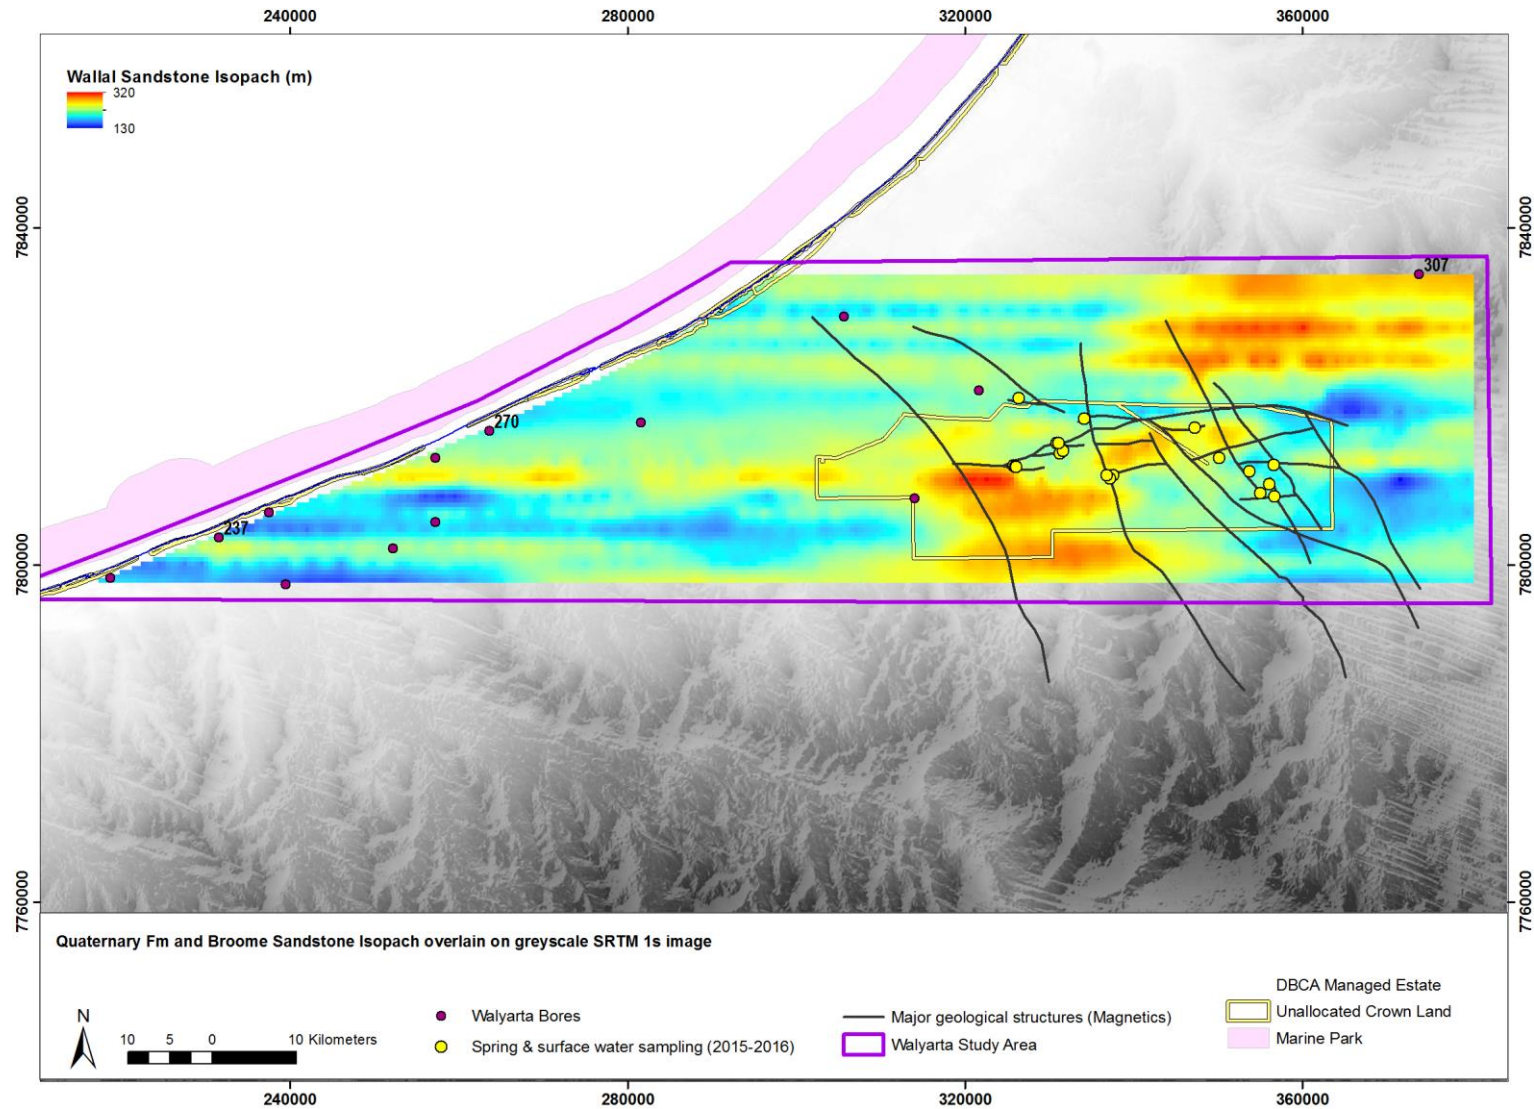 240000
280000
320000
360000
Wallal Sandstone Isopach (m)
320
130
7840000
7840000
307
270
237
7800000
7800000
7760000
7760000
Quaternary Fm and Broome Sandstone Isopach overlain on greyscale SRTM 1s image
N
10 5 0 10 Kilometers
Walyarta Bores
Spring & surface water sampling (2015-2016)
Major geological structures (Magnetics)
Walyarta Study Area
DBCA Managed Estate
Unallocated Crown Land
Marine Park
240000
280000
320000
360000